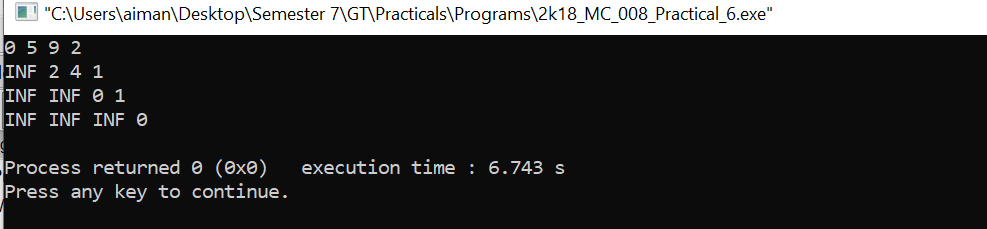 "C:\Users\aiman\Desktop\Semester 7\GT\Practicals\Programs\2k18_MC_008_Practical_6.exe"
0 5 9 2
INF 2 4 1
INF INF 0 1
INF INF INF 0
Process returned 0 (0x0)   execution time : 6.743 s
Press any key to continue.